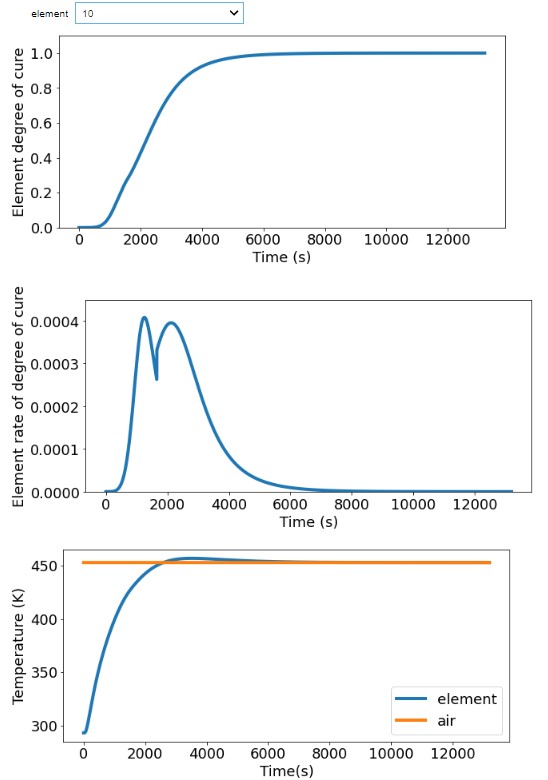 element 10
Element degree of cure
1.0
0.8
0.6
0.4
0.2
0.0
0 2000 4000 6000 8000 10000 12000
Time (s)
Element rate of degree of cure
0.0004
0.0003
0.0002
0.0001
0.0000
0 2000 4000 6000 8000 10000 12000
Time (s)
Temperature (K)
450
400
350
300
element
air
0 2000 4000 6000 8000 10000 12000
Time(s)